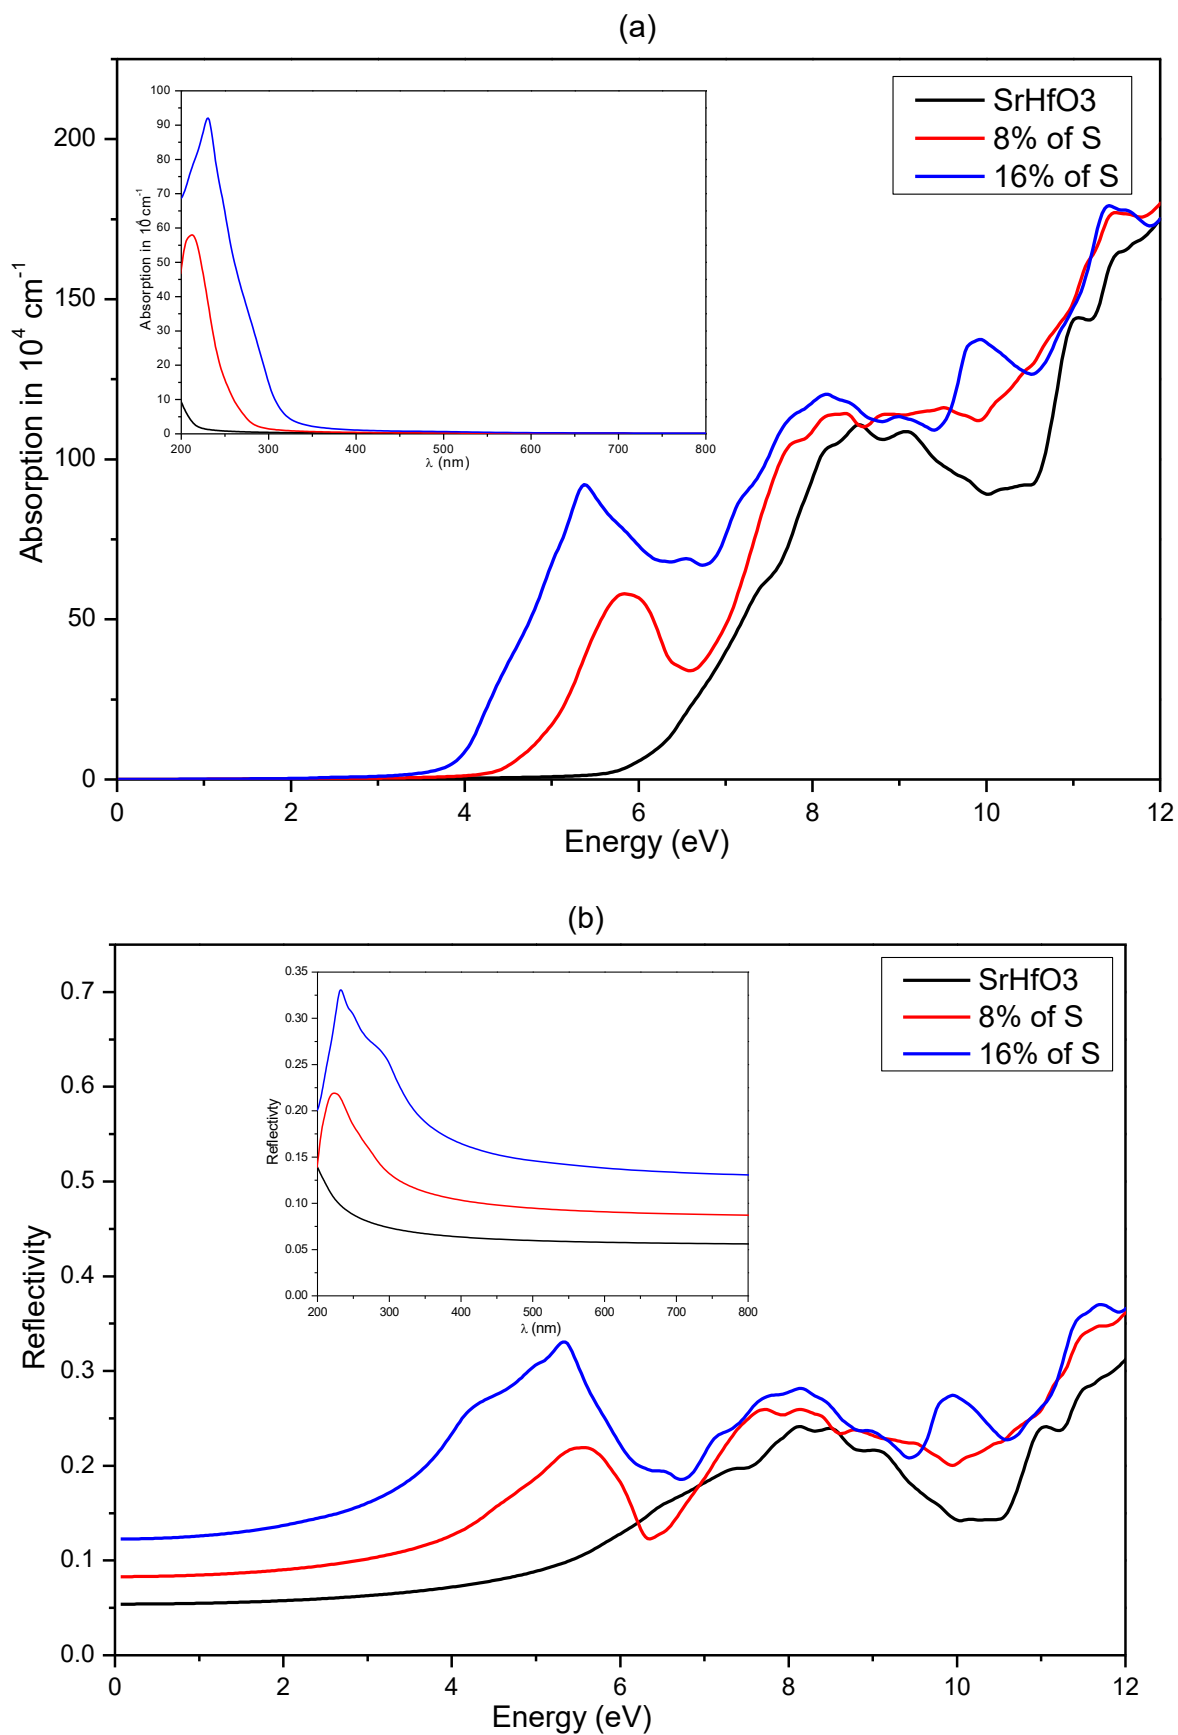 (a)
SrHfO3
8% of S
16% of S
200
150
100
50
0
Absorption in 10⁴ cm⁻¹
0 2 4 6 8 10 12
Energy (eV)
100
90
80
70
60
50
40
30
20
10
0
Absorption in 10⁴ cm⁻¹
200 300 400 500 600 700 800
λ (nm)
(b)
SrHfO3
8% of S
16% of S
0.7
0.6
0.5
0.4
0.3
0.2
0.1
0.0
Reflectivity
0 2 4 6 8 10 12
Energy (eV)
0.35
0.30
0.25
0.20
0.15
0.10
0.05
0.00
Reflectivty
200 300 400 500 600 700 800
λ (nm)